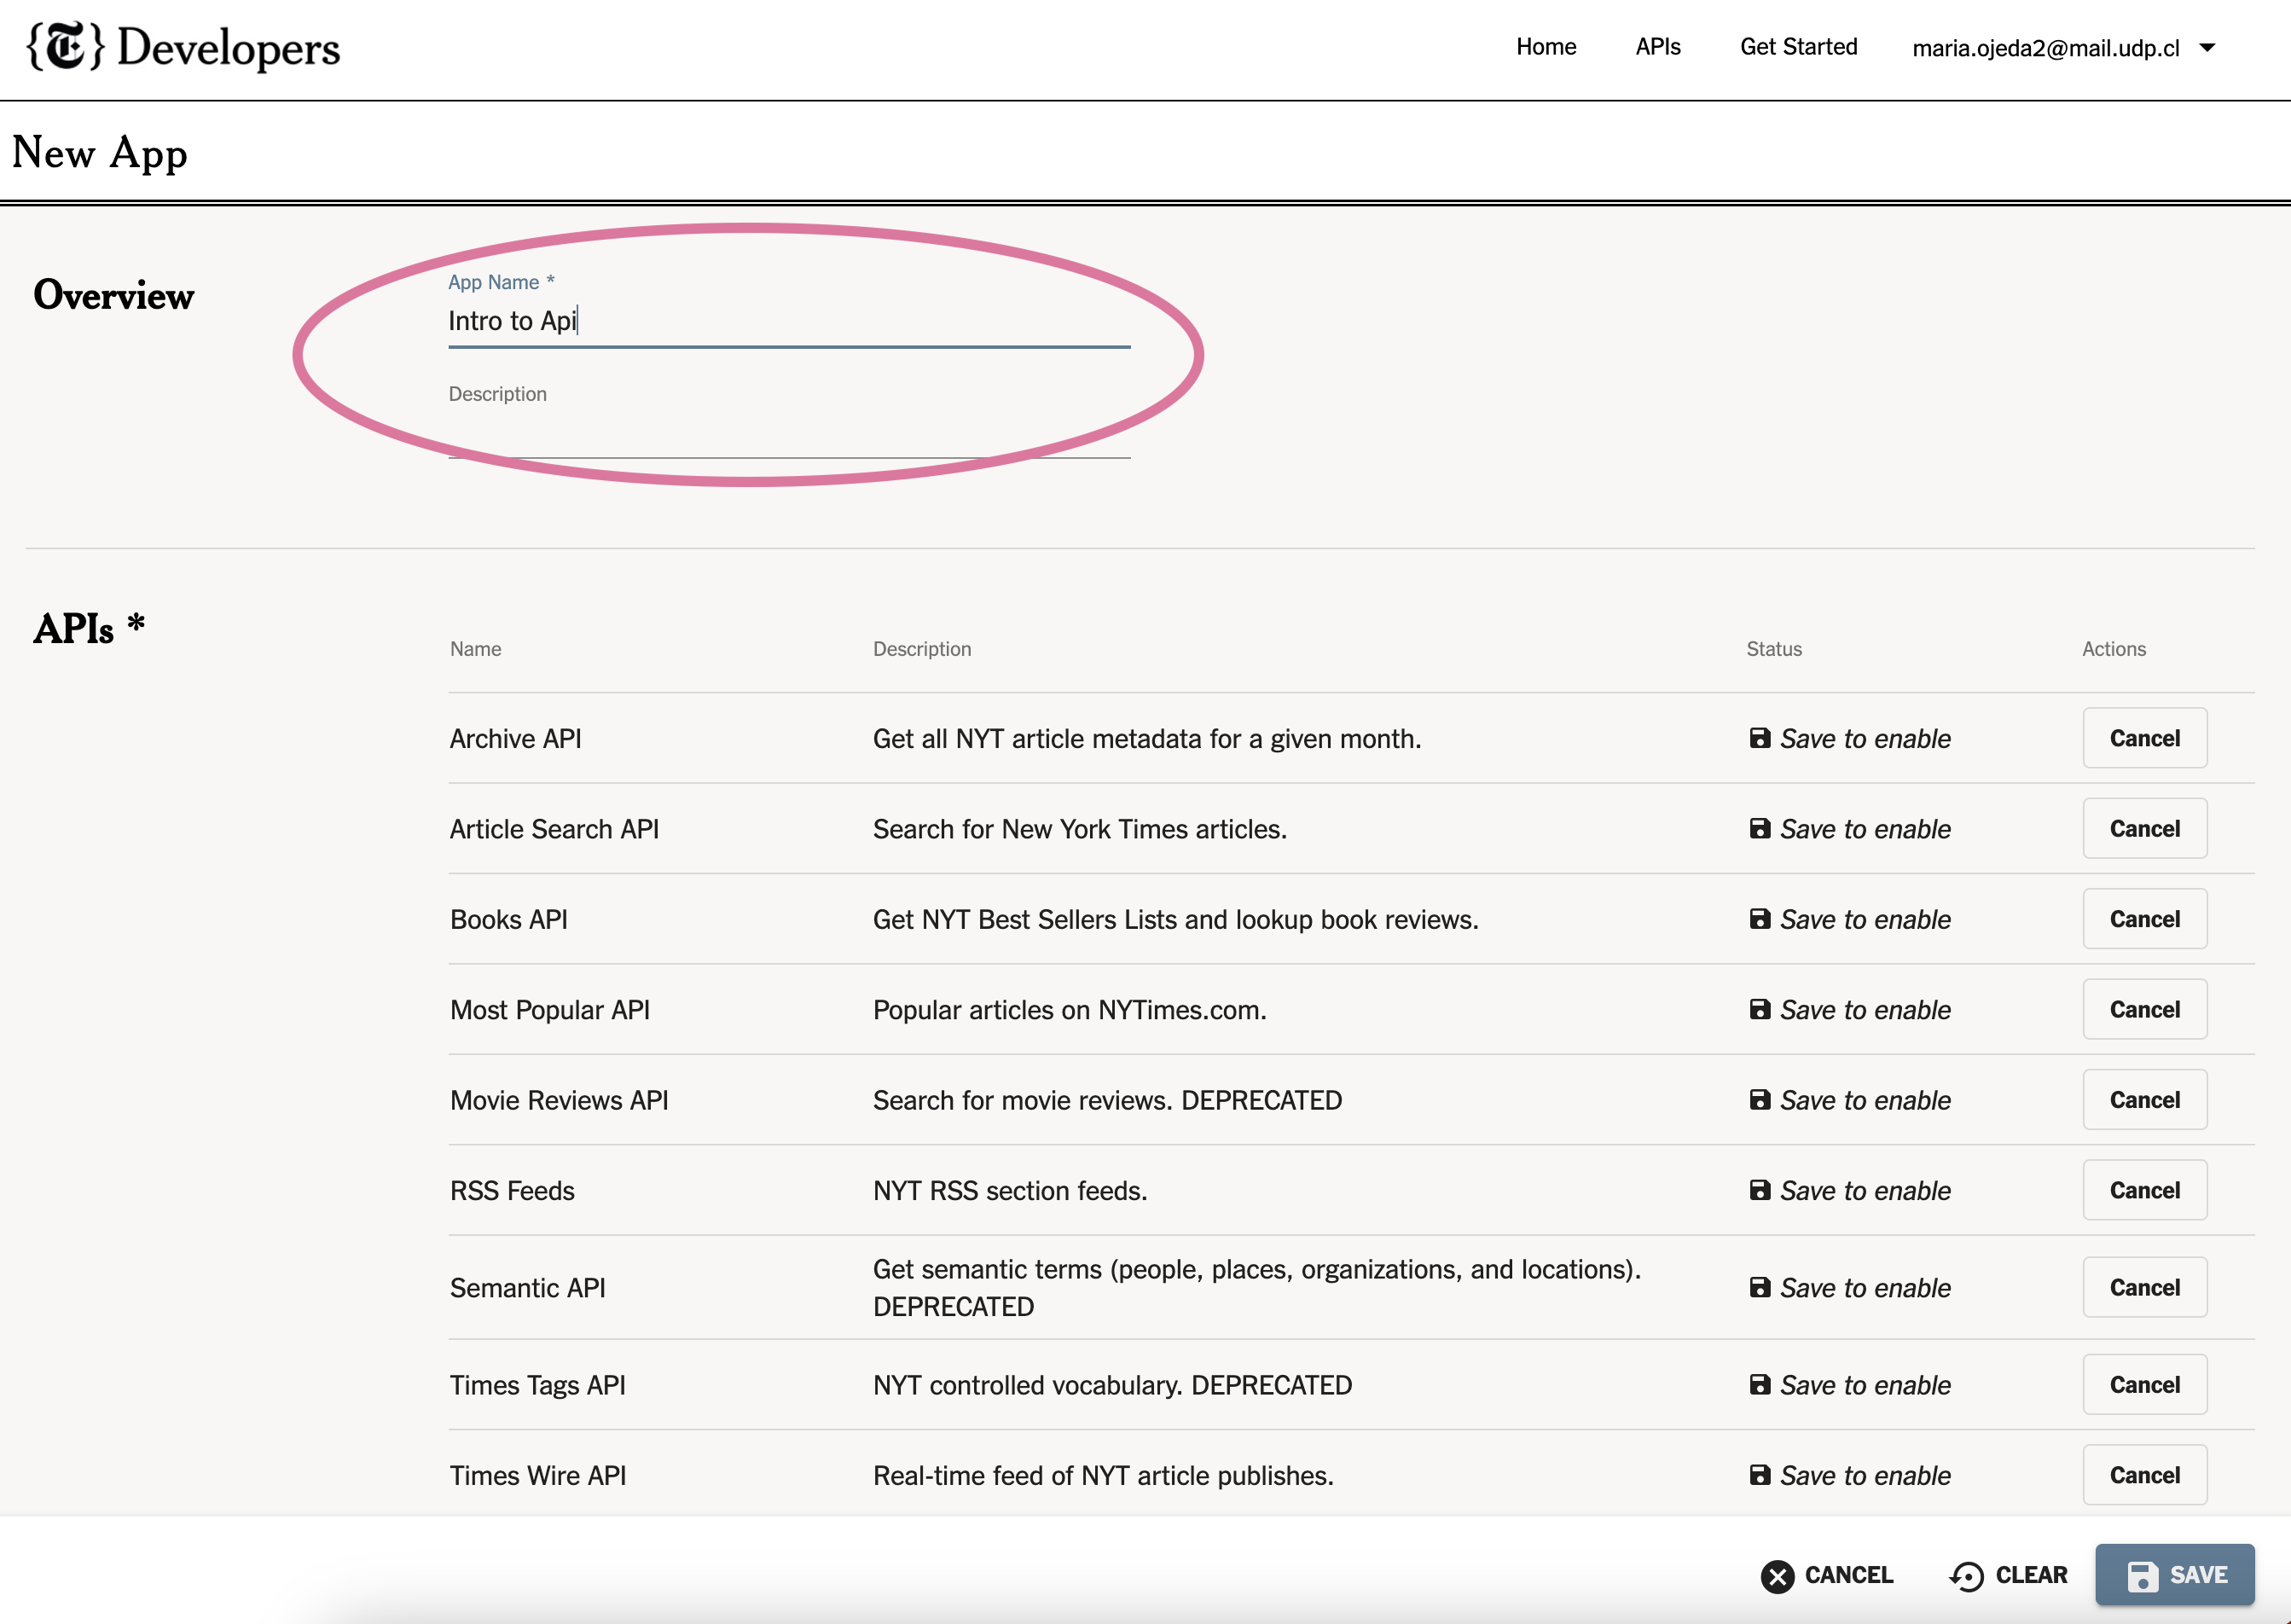 {T} Developers
Home APIs Get Started maria.ojeda2@mail.udp.cl
New App
Overview
App Name *
Intro to Api
Description
APIs *
Name Description Status Actions
Archive API Get all NYT article metadata for a given month. Save to enable Cancel
Article Search API Search for New York Times articles. Save to enable Cancel
Books API Get NYT Best Sellers Lists and lookup book reviews. Save to enable Cancel
Most Popular API Popular articles on NYTimes.com. Save to enable Cancel
Movie Reviews API Search for movie reviews. DEPRECATED Save to enable Cancel
RSS Feeds NYT RSS section feeds. Save to enable Cancel
Semantic API Get semantic terms (people, places, organizations, and locations).
DEPRECATED Save to enable Cancel
Times Tags API NYT controlled vocabulary. DEPRECATED Save to enable Cancel
Times Wire API Real-time feed of NYT article publishes. Save to enable Cancel
CANCEL CLEAR SAVE